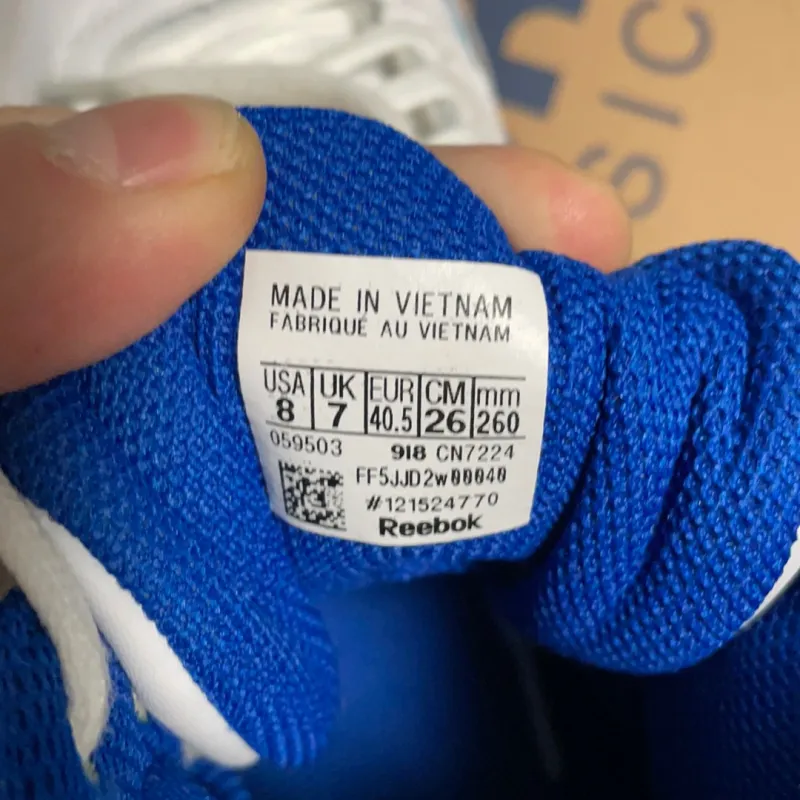 SSIC
MADE IN VIETNAM
FABRIQUÉ AU VIETNAM
USA UK EUR CM mm
8 7 40.5 26 260
059503 918 CN7224
FF5JJD2w00040
#121524770
Reebok